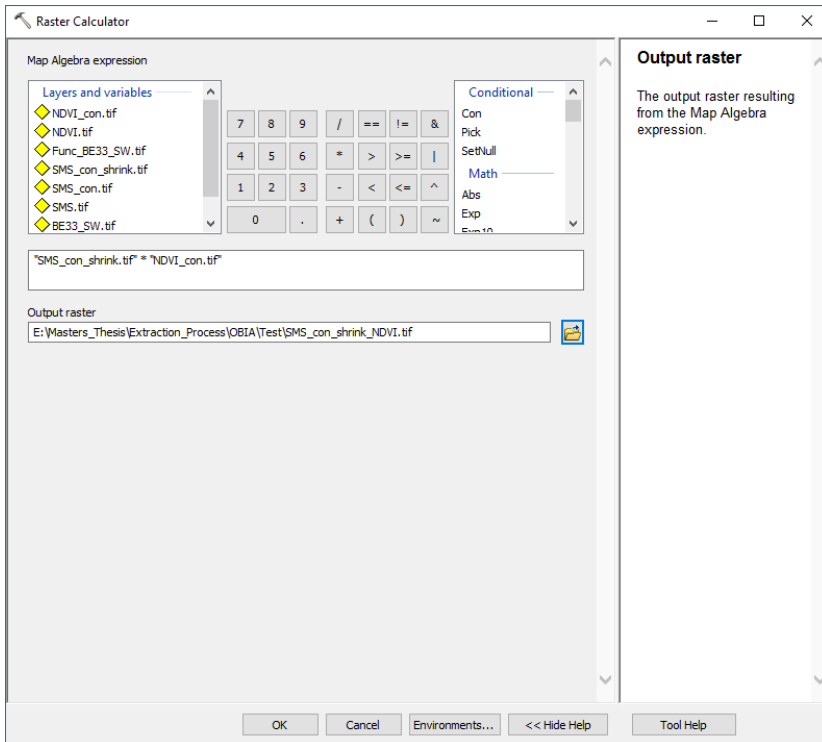 Raster Calculator
Map Algebra expression
Layers and variables
NDVI_con.tif
NDVI.tif
Func_BE33_SW.tif
SMS_con_shrink.tif
SMS_con.tif
SMS.tif
BE33_SW.tif
7 8 9 / == != &
4 5 6 * > >= |
1 2 3 - < <= ^
0 . + ( ) ~
Conditional
Con
Pick
SetNull
Math
Abs
Exp
Exp10
"SMS_con_shrink.tif" * "NDVI_con.tif"
Output raster
E:\Masters_Thesis\Extraction_Process\OBIA\Test\SMS_con_shrink_NDVI.tif
OK Cancel Environments... << Hide Help Tool Help
Output raster
The output raster resulting
from the Map Algebra
expression.